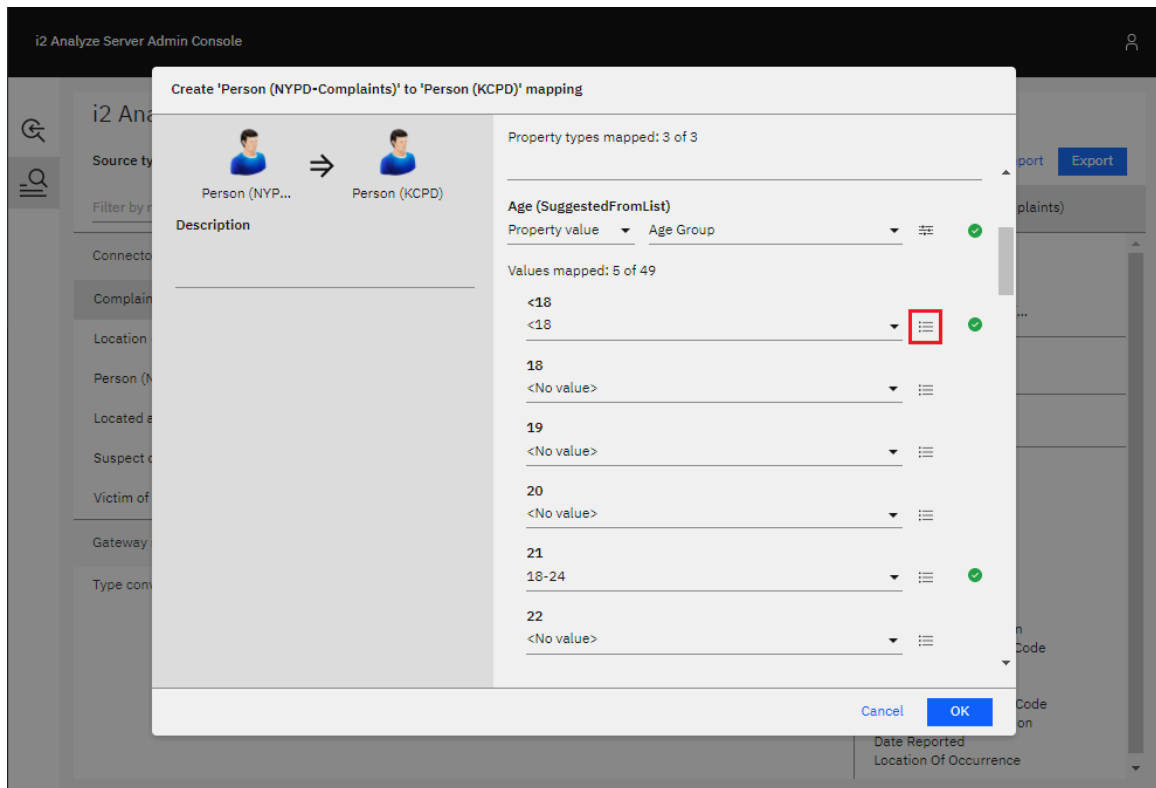 i2 Analyze Server Admin Console
Create 'Person (NYPD-Complaints)' to 'Person (KCPD)' mapping
i2 Ana
Source ty
Filter by r
Connecto
Complain
Location
Person (N
Located a
Suspect o
Victim of
Gateway
Type conv
Person (NYP...
Person (KCPD)
Description
Property types mapped: 3 of 3
Age (SuggestedFromList)
Property value
Age Group
Values mapped: 5 of 49
<18
<18
18
<No value>
19
<No value>
20
<No value>
21
18-24
22
<No value>
Cancel
OK
port
Export
plaints)
...
n
Code
Code
on
Date Reported
Location Of Occurrence